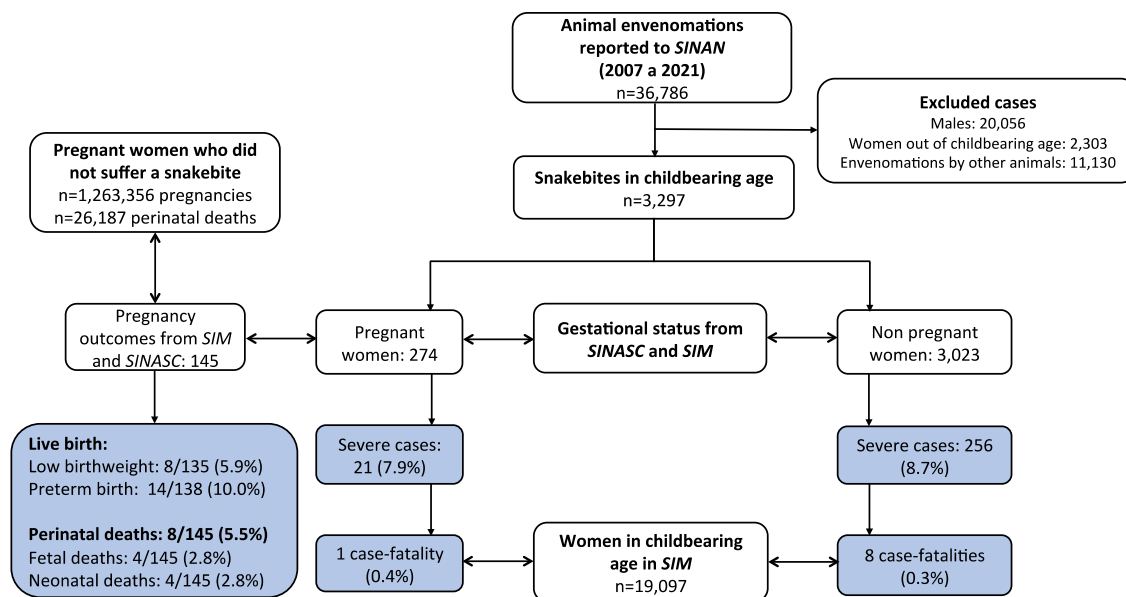 Animal envenomations
reported to SINAN
(2007 a 2021)
n=36,786
Excluded cases
Males: 20,056
Women out of childbearing age: 2,303
Envenomations by other animals: 11,130
Pregnant women who did
not suffer a snakebite
n=1,263,356 pregnancies
n=26,187 perinatal deaths
Snakebites in childbearing age
n=3,297
Pregnancy
outcomes from SIM
and SINASC: 145
Pregnant
women: 274
Gestational status from
SINASC and SIM
Non pregnant
women: 3,023
Live birth:
Low birthweight: 8/135 (5.9%)
Preterm birth: 14/138 (10.0%)
Perinatal deaths: 8/145 (5.5%)
Fetal deaths: 4/145 (2.8%)
Neonatal deaths: 4/145 (2.8%)
Severe cases:
21 (7.9%)
Severe cases: 256
(8.7%)
1 case-fatality
(0.4%)
Women in childbearing
age in SIM
n=19,097
8 case-fatalities
(0.3%)